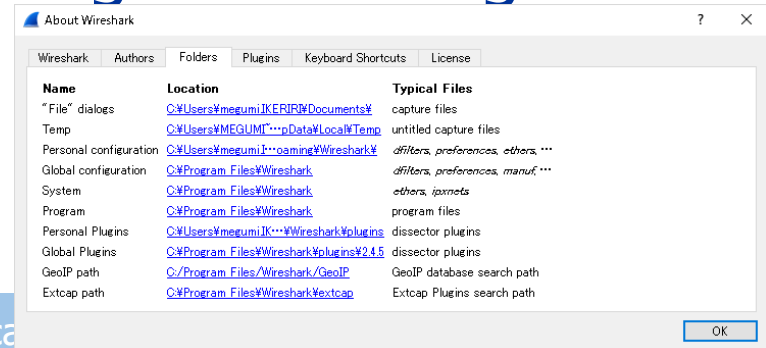 About Wireshark
Wireshark Authors Folders Plugins Keyboard Shortcuts License
Name Location Typical Files
"File" dialogs C:¥Users¥megumi.IKERIRI¥Documents¥ capture files
Temp C:¥Users¥MEGUMI~…pData¥Local¥Temp untitled capture files
Personal configuration C:¥Users¥megumi.I…oaming¥Wireshark¥ dfilters, preferences, ethers, …
Global configuration C:¥Program Files¥Wireshark dfilters, preferences, manuf, …
System C:¥Program Files¥Wireshark ethers, ipxnets
Program C:¥Program Files¥Wireshark program files
Personal Plugins C:¥Users¥megumi.IK…¥Wireshark¥plugins dissector plugins
Global Plugins C:¥Program Files¥Wireshark¥plugins¥2.4.5 dissector plugins
GeoIP path C:/Program Files/Wireshark/GeoIP GeoIP database search path
Extcap path C:¥Program Files¥Wireshark¥extcap Extcap Plugins search path
OK